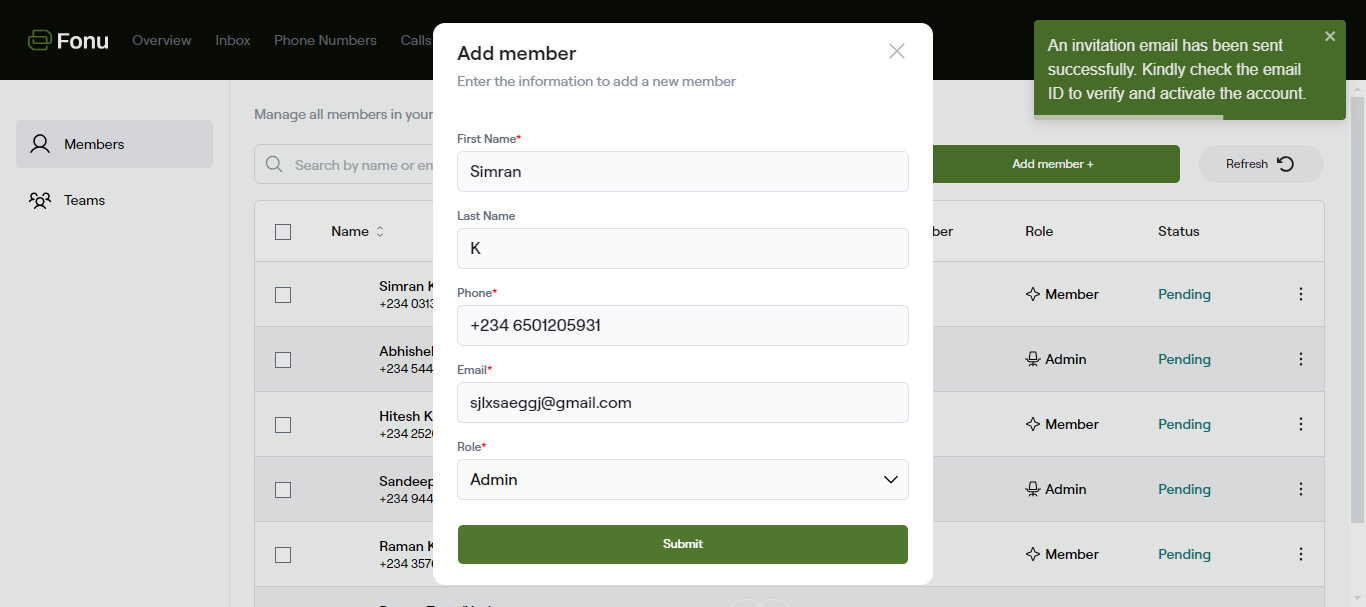 Fonu
Overview
Inbox
Phone Numbers
Calls
Add member
Enter the information to add a new member
An invitation email has been sent
successfully. Kindly check the email
ID to verify and activate the account.
Members
Teams
Manage all members in your
Search by name or em
Add member +
Refresh
First Name*
Simran
Last Name
K
Phone*
+234 6501205931
Email*
sjlxsaeggj@gmail.com
Role*
Admin
Submit
Name
ber
Role
Status
Simran K
+234 0313
Member
Pending
Abhishel
+234 544
Admin
Pending
Hitesh K
+234 252
Member
Pending
Sandeep
+234 944
Admin
Pending
Raman K
+234 357
Member
Pending